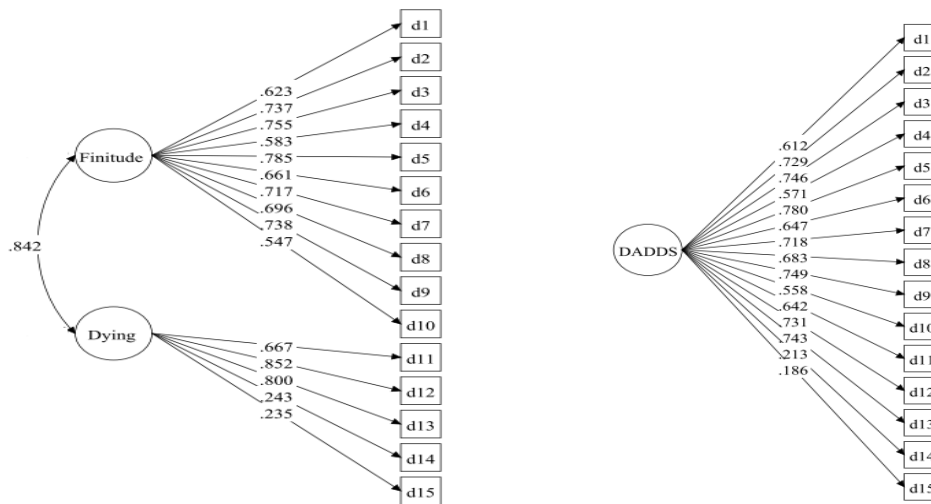 d1
d2
d3
d4
d5
d6
d7
d8
d9
d10
d11
d12
d13
d14
d15
Finitude
Dying
.842
.623
.737
.755
.583
.785
.661
.717
.696
.738
.547
.667
.852
.800
.243
.235
DADDS
.612
.729
.746
.571
.780
.647
.718
.683
.749
.558
.642
.731
.743
.213
.186
d1
d2
d3
d4
d5
d6
d7
d8
d9
d10
d11
d12
d13
d14
d15